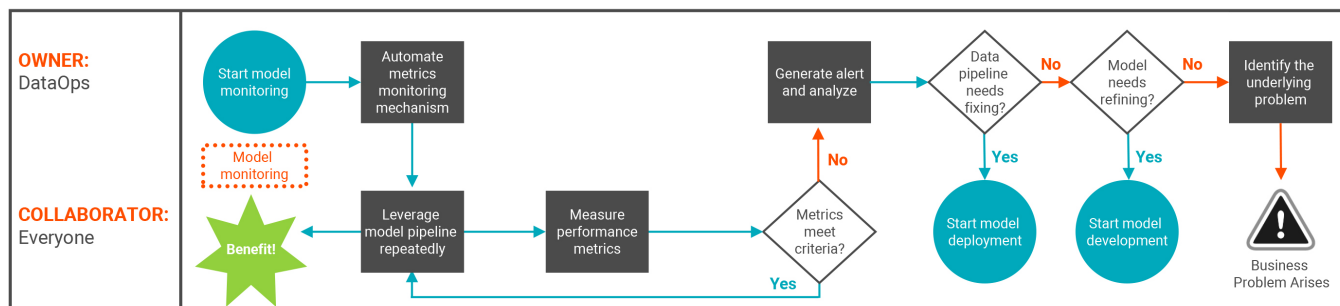 OWNER:
DataOps
COLLABORATOR:
Everyone
Start model
monitoring
Automate
metrics
monitoring
mechanism
Model
monitoring
Benefit!
Leverage
model pipeline
repeatedly
Measure
performance
metrics
Metrics
meet
criteria?
Yes
No
Generate alert
and analyze
Data
pipeline
needs
fixing?
No
Yes
Start model
deployment
Model
needs
refining?
No
Yes
Start model
development
Identify the
underlying
problem
Business
Problem Arises